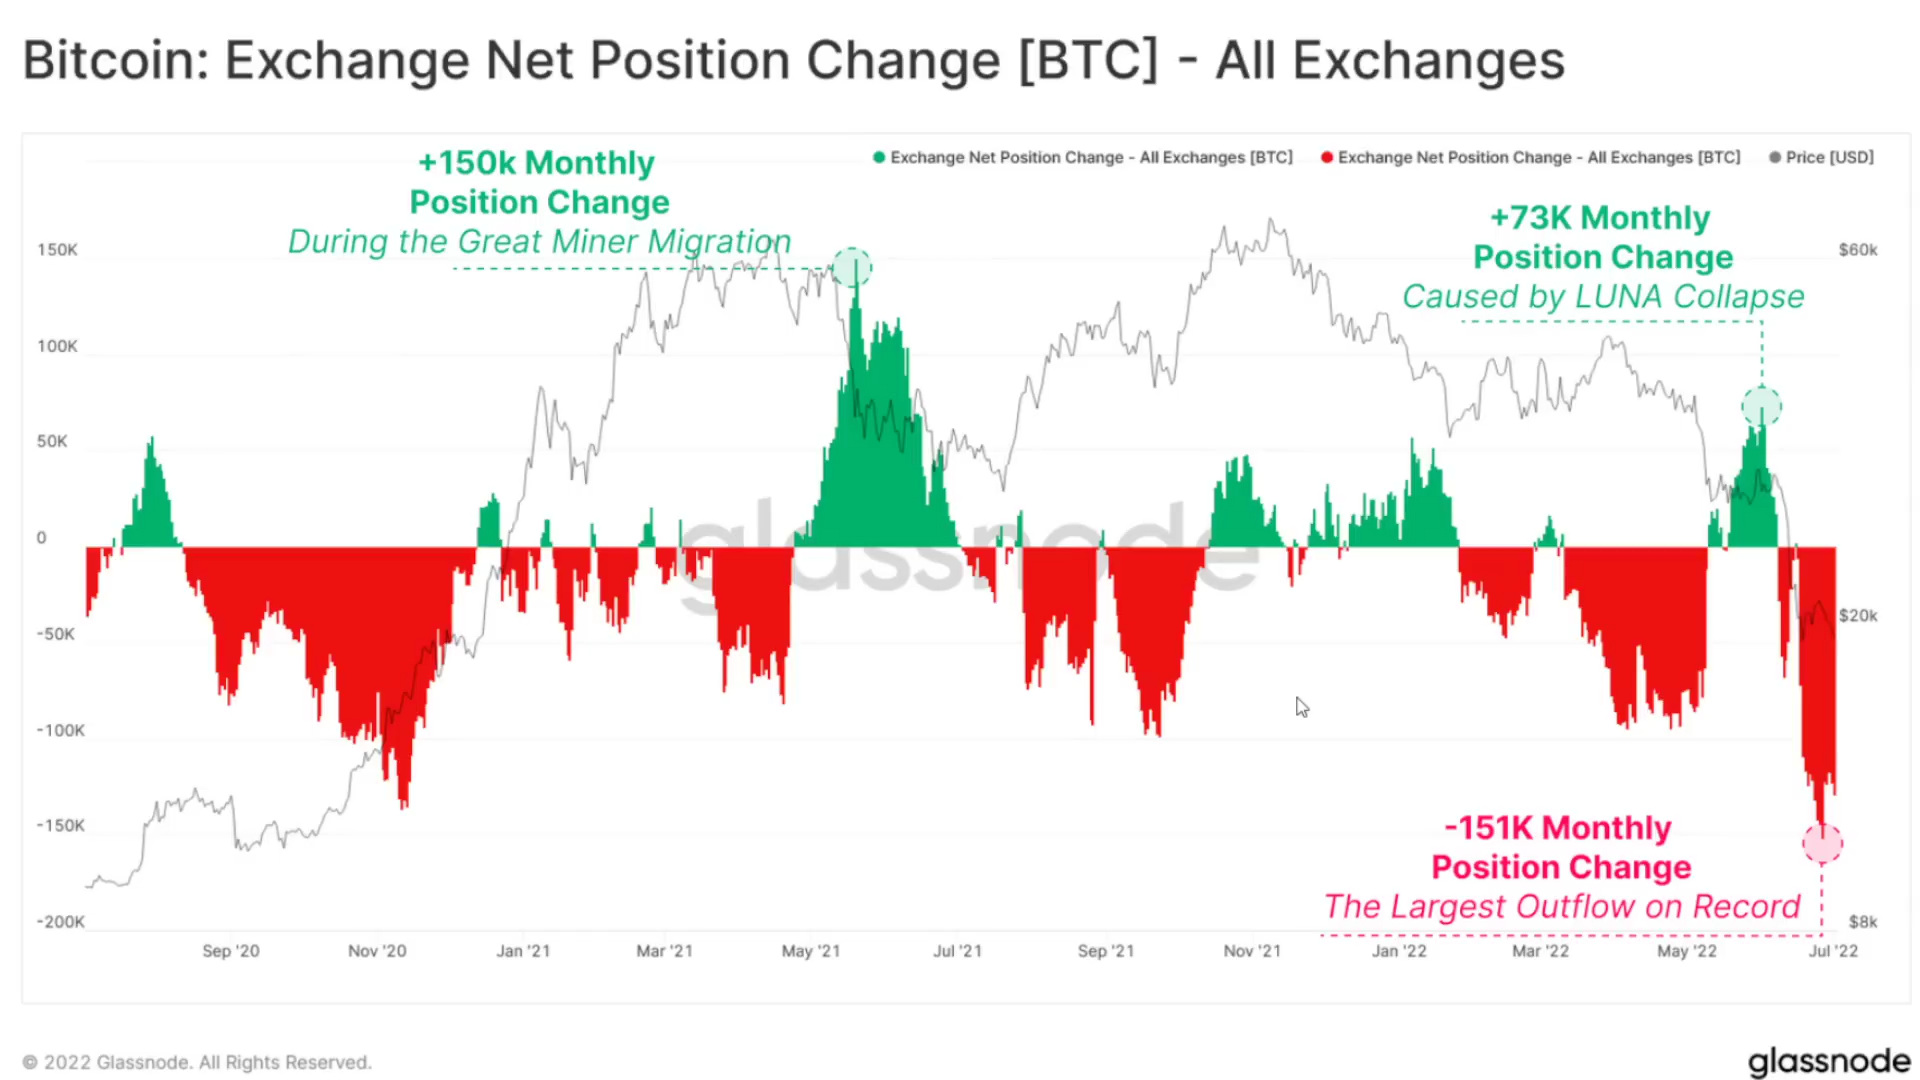 Bitcoin: Exchange Net Position Change [BTC] - All Exchanges
Exchange Net Position Change - All Exchanges [BTC]
Exchange Net Position Change - All Exchanges [BTC]
Price [USD]
+150k Monthly
Position Change
During the Great Miner Migration
+73K Monthly
Position Change
Caused by LUNA Collapse
150K
100K
50K
0
-50K
-100K
-150K
-200K
$60k
$20k
$8k
glassnode
-151K Monthly
Position Change
The Largest Outflow on Record
Sep '20
Nov '20
Jan '21
Mar '21
May '21
Jul '21
Sep '21
Nov '21
Jan '22
Mar '22
May '22
Jul '22
© 2022 Glassnode. All Rights Reserved.
glassnode